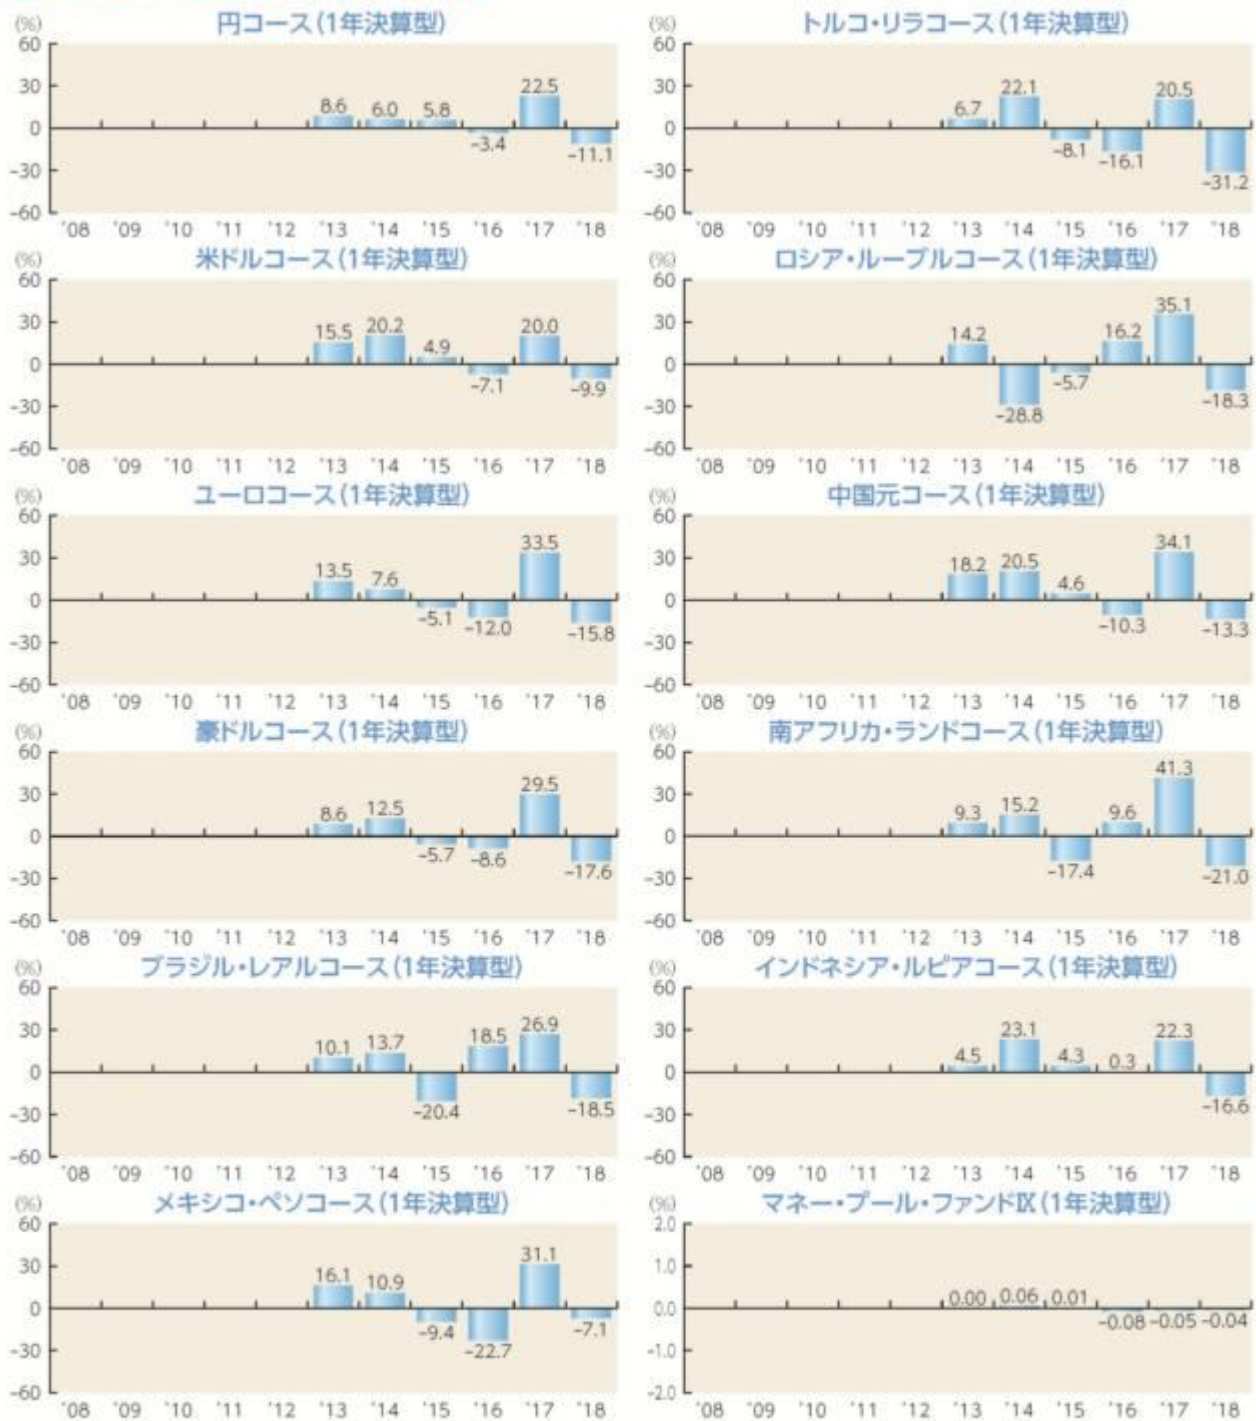 (%) 円コース(1年決算型)
60
30
0
-30
-60
8.6 6.0 5.8 -3.4 22.5 -11.1
'08 '09 '10 '11 '12 '13 '14 '15 '16 '17 '18
(%) トルコ・リラコース(1年決算型)
60
30
0
-30
-60
6.7 22.1 -8.1 -16.1 20.5 -31.2
'08 '09 '10 '11 '12 '13 '14 '15 '16 '17 '18
(%) 米ドルコース(1年決算型)
60
30
0
-30
-60
15.5 20.2 4.9 -7.1 20.0 -9.9
'08 '09 '10 '11 '12 '13 '14 '15 '16 '17 '18
(%) ロシア・ルーブルコース(1年決算型)
60
30
0
-30
-60
14.2 -28.8 -5.7 16.2 35.1 -18.3
'08 '09 '10 '11 '12 '13 '14 '15 '16 '17 '18
(%) ユーロコース(1年決算型)
60
30
0
-30
-60
13.5 7.6 -5.1 -12.0 33.5 -15.8
'08 '09 '10 '11 '12 '13 '14 '15 '16 '17 '18
(%) 中国元コース(1年決算型)
60
30
0
-30
-60
18.2 20.5 4.6 -10.3 34.1 -13.3
'08 '09 '10 '11 '12 '13 '14 '15 '16 '17 '18
(%) 豪ドルコース(1年決算型)
60
30
0
-30
-60
8.6 12.5 -5.7 -8.6 29.5 -17.6
'08 '09 '10 '11 '12 '13 '14 '15 '16 '17 '18
(%) 南アフリカ・ランドコース(1年決算型)
60
30
0
-30
-60
9.3 15.2 -17.4 9.6 41.3 -21.0
'08 '09 '10 '11 '12 '13 '14 '15 '16 '17 '18
(%) ブラジル・レアルコース(1年決算型)
60
30
0
-30
-60
10.1 13.7 -20.4 18.5 26.9 -18.5
'08 '09 '10 '11 '12 '13 '14 '15 '16 '17 '18
(%) インドネシア・ルピアコース(1年決算型)
60
30
0
-30
-60
4.5 23.1 4.3 0.3 22.3 -16.6
'08 '09 '10 '11 '12 '13 '14 '15 '16 '17 '18
(%) メキシコ・ペソコース(1年決算型)
60
30
0
-30
-60
16.1 10.9 -9.4 -22.7 31.1 -7.1
'08 '09 '10 '11 '12 '13 '14 '15 '16 '17 '18
(%) マネー・プール・ファンドⅨ(1年決算型)
2.0
1.0
0.0
-1.0
-2.0
0.00 0.06 0.01 -0.08 -0.05 -0.04
'08 '09 '10 '11 '12 '13 '14 '15 '16 '17 '18